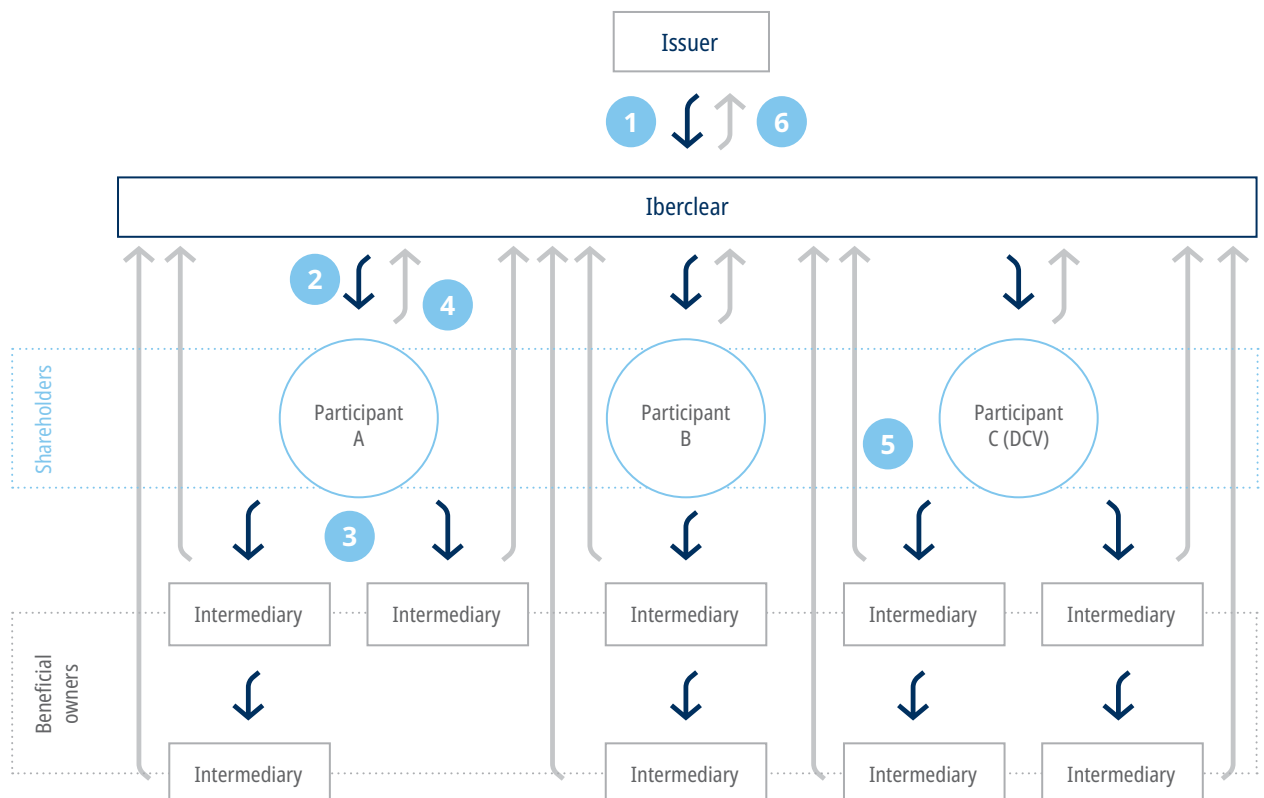 Issuer
1
6
Iberclear
2
4
Shareholders
Participant
A
Participant
B
Participant
C (DCV)
5
3
Intermediary
Intermediary
Intermediary
Intermediary
Intermediary
Beneficial
owners
Intermediary
Intermediary
Intermediary
Intermediary